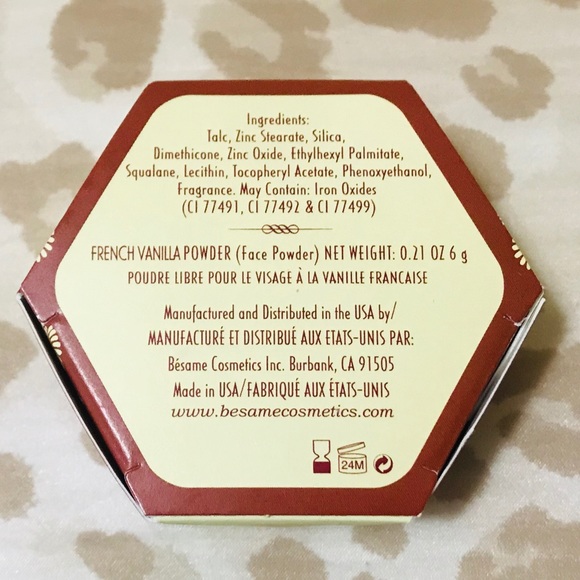 Ingredients:
Talc, Zinc Stearate, Silica,
Dimethicone, Zinc Oxide, Ethylhexyl Palmitate,
Squalane, Lecithin, Tocopheryl Acetate, Phenoxyethanol,
Fragrance. May Contain: Iron Oxides
(CI 77491, CI 77492 & CI 77499)
FRENCH VANILLA POWDER (Face Powder) NET WEIGHT: 0.21 OZ 6 g
POUDRE LIBRE POUR LE VISAGE À LA VANILLE FRANCAISE
Manufactured and Distributed in the USA by/
MANUFACTURÉ ET DISTRIBUÉ AUX ETATS-UNIS PAR:
Bésame Cosmetics Inc. Burbank, CA 91505
Made in USA/FABRIQUÉ AUX ÉTATS-UNIS
www.besamecosmetics.com
24M